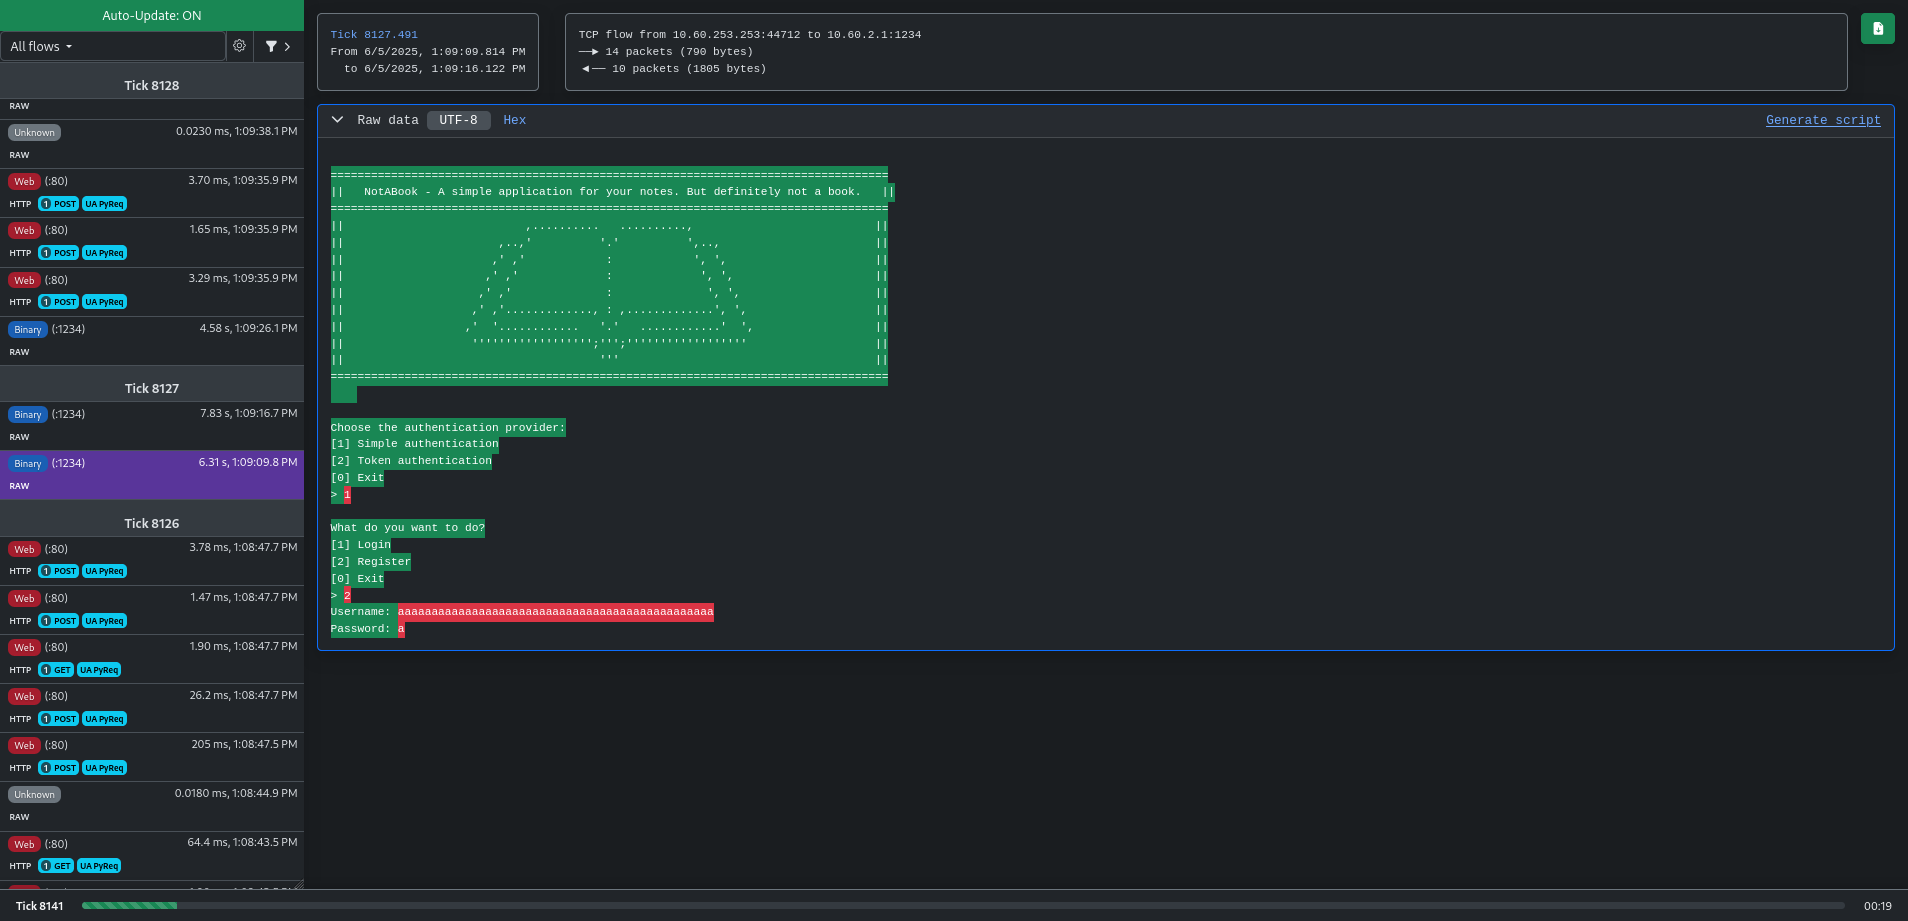 Auto-Update: ON
All flows
Tick 8128
RAW
Unknown 0.0230 ms, 1:09:38.1 PM
RAW
Web (:80) 3.70 ms, 1:09:35.9 PM
HTTP 1 POST UA PyReq
Web (:80) 1.65 ms, 1:09:35.9 PM
HTTP 1 POST UA PyReq
Web (:80) 3.29 ms, 1:09:35.9 PM
HTTP 1 POST UA PyReq
Binary (:1234) 4.58 s, 1:09:26.1 PM
RAW
Tick 8127
Binary (:1234) 7.83 s, 1:09:16.7 PM
RAW
Binary (:1234) 6.31 s, 1:09:09.8 PM
RAW
Tick 8126
Web (:80) 3.78 ms, 1:08:47.7 PM
HTTP 1 POST UA PyReq
Web (:80) 1.47 ms, 1:08:47.7 PM
HTTP 1 POST UA PyReq
Web (:80) 1.90 ms, 1:08:47.7 PM
HTTP 1 GET UA PyReq
Web (:80) 26.2 ms, 1:08:47.7 PM
HTTP 1 POST UA PyReq
Web (:80) 205 ms, 1:08:47.5 PM
HTTP 1 POST UA PyReq
Unknown 0.0180 ms, 1:08:44.9 PM
RAW
Web (:80) 64.4 ms, 1:08:43.5 PM
HTTP 1 GET UA PyReq
Tick 8127.491
From 6/5/2025, 1:09:09.814 PM
to 6/5/2025, 1:09:16.122 PM
TCP flow from 10.60.253.253:44712 to 10.60.2.1:1234
14 packets (790 bytes)
10 packets (1805 bytes)
Raw data UTF-8 Hex Generate script
|| NotABook - A simple application for your notes. But definitely not a book. ||
Choose the authentication provider:
[1] Simple authentication
[2] Token authentication
[0] Exit
> 1
What do you want to do?
[1] Login
[2] Register
[0] Exit
> 2
Username: aaaaaaaaaaaaaaaaaaaaaaaaaaaaaaaaaaaaaaaaaaaaaaa
Password: a
Tick 8141 00:19